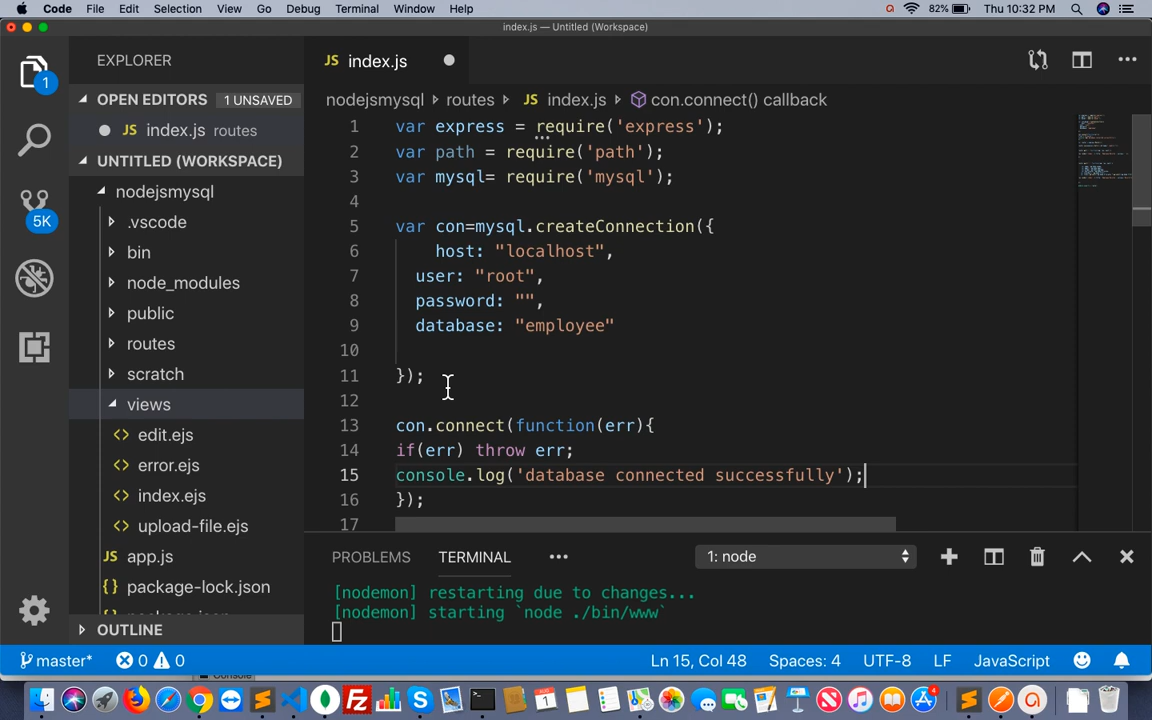 Code File Edit Selection View Go Debug Terminal Window Help 82% Thu 10:32 PM
index.js — Untitled (Workspace)
EXPLORER
OPEN EDITORS 1 UNSAVED
JS index.js routes
UNTITLED (WORKSPACE)
nodejsmysql
.vscode
bin
node_modules
public
routes
scratch
views
<> edit.ejs
<> error.ejs
<> index.ejs
<> upload-file.ejs
JS app.js
{} package-lock.json
OUTLINE
1
5K
JS index.js
nodejsmysql routes JS index.js con.connect() callback
1 var express = require('express');
2 var path = require('path');
3 var mysql= require('mysql');
4
5 var con=mysql.createConnection({
6 host: "localhost",
7 user: "root",
8 password: "",
9 database: "employee"
10
11 });
12
13 con.connect(function(err){
14 if(err) throw err;
15 console.log('database connected successfully');
16 });
17
PROBLEMS TERMINAL 1: node
[nodemon] restarting due to changes...
[nodemon] starting `node ./bin/www`
master* 0 0 Ln 15, Col 48 Spaces: 4 UTF-8 LF JavaScript